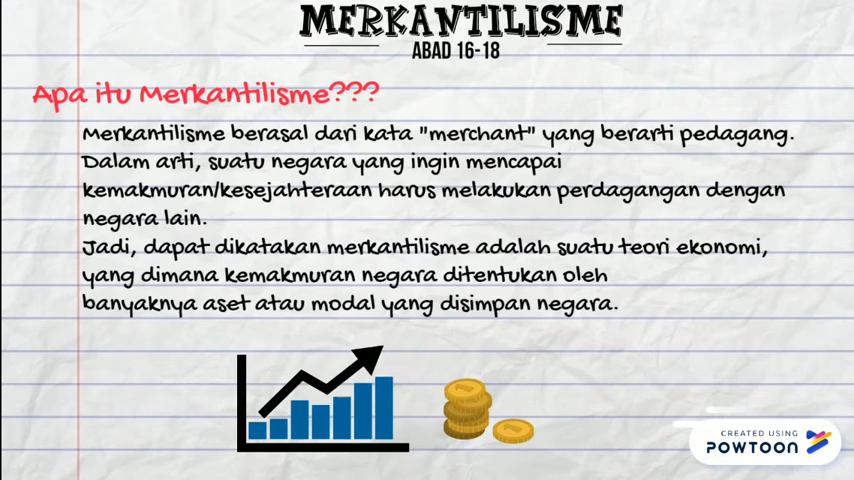 MERKANTILISME
ABAD 16-18
Apa itu Merkantilisme???
Merkantilisme berasal dari kata "merchant" yang berarti pedagang.
Dalam arti, suatu negara yang ingin mencapai
kemakmuran/kesejahteraan harus melakukan perdagangan dengan
negara lain.
Jadi, dapat dikatakan merkantilisme adalah suatu teori ekonomi,
yang dimana kemakmuran negara ditentukan oleh
banyaknya aset atau modal yang disimpan negara.
1
1
CREATED USING
POWTOON